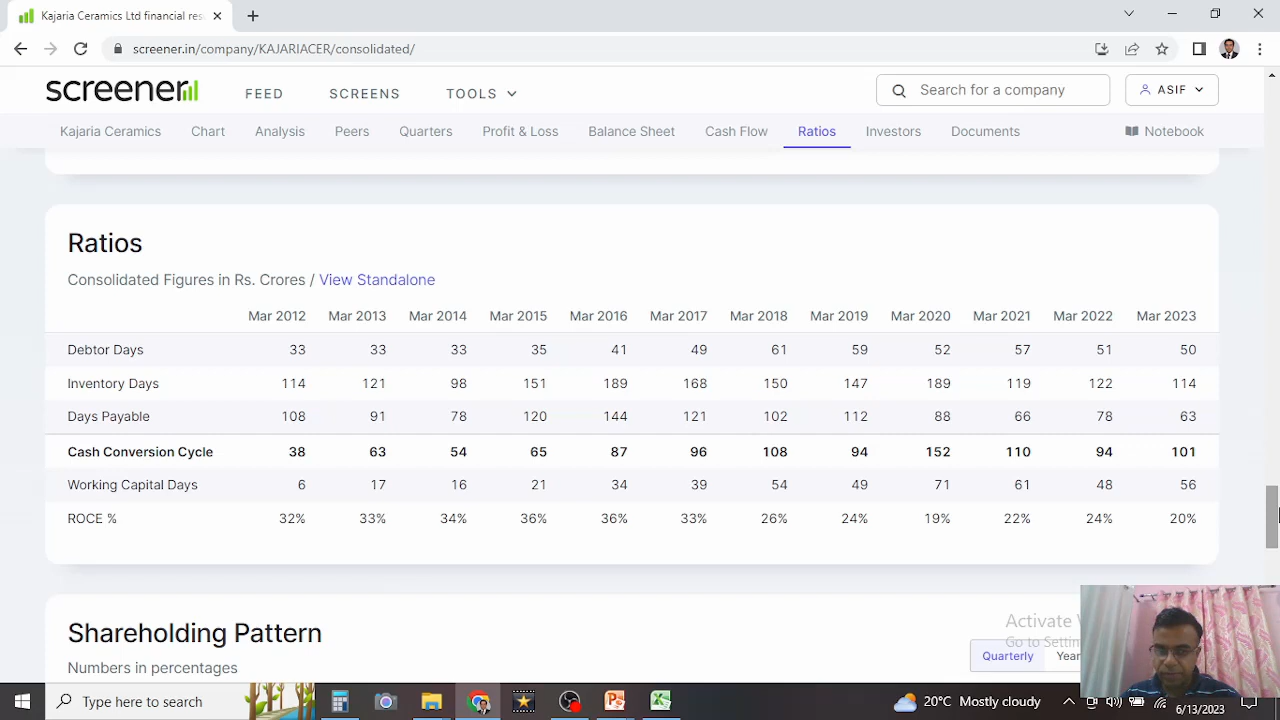 Kajaria Ceramics Ltd financial res
screener.in/company/KAJARIACER/consolidated/
screener FEED SCREENS TOOLS Search for a company ASIF
Kajaria Ceramics Chart Analysis Peers Quarters Profit & Loss Balance Sheet Cash Flow Ratios Investors Documents Notebook
Ratios
Consolidated Figures in Rs. Crores / View Standalone
Mar 2012 Mar 2013 Mar 2014 Mar 2015 Mar 2016 Mar 2017 Mar 2018 Mar 2019 Mar 2020 Mar 2021 Mar 2022 Mar 2023
Debtor Days 33 33 33 35 41 49 61 59 52 57 51 50
Inventory Days 114 121 98 151 189 168 150 147 189 119 122 114
Days Payable 108 91 78 120 144 121 102 112 88 66 78 63
Cash Conversion Cycle 38 63 54 65 87 96 108 94 152 110 94 101
Working Capital Days 6 17 16 21 34 39 54 49 71 61 48 56
ROCE % 32% 33% 34% 36% 36% 33% 26% 24% 19% 22% 24% 20%
Shareholding Pattern
Activate
Go to Settin
Numbers in percentages
Quarterly Year
Type here to search
20°C Mostly cloudy
6/13/2023